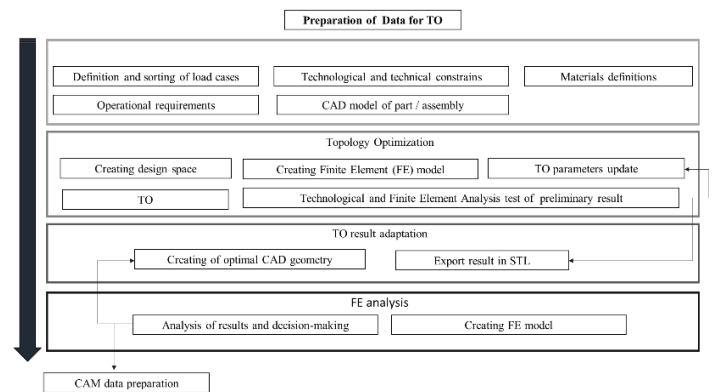 Preparation of Data for TO
Definition and sorting of load cases
Technological and technical constrains
Materials definitions
Operational requirements
CAD model of part / assembly
Topology Optimization
Creating design space
Creating Finite Element (FE) model
TO parameters update
TO
Technological and Finite Element Analysis test of preliminary result
TO result adaptation
Creating of optimal CAD geometry
Export result in STL
FE analysis
Analysis of results and decision-making
Creating FE model
CAM data preparation